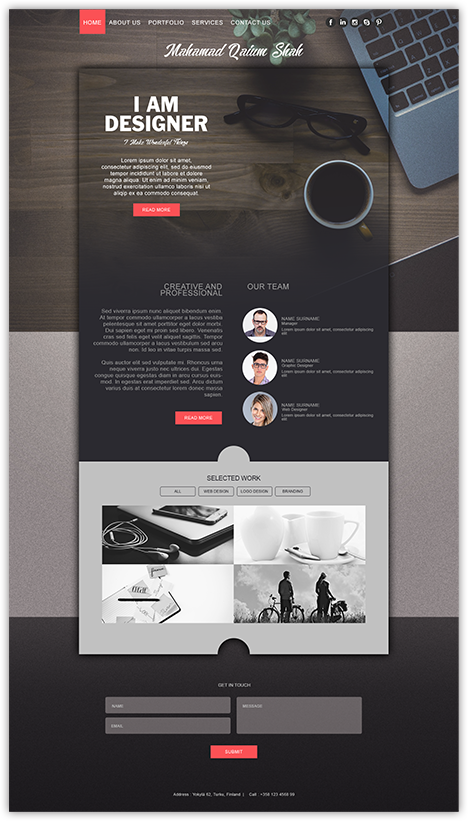 HOME ABOUT US PORTFOLIO SERVICES CONTACT US
Mahamad Qaium Shah
I AM
DESIGNER
I Make Wonderful Things
Lorem ipsum dolor sit amet,
consectetur adipiscing elit, sed do eiusmod
tempor incididunt ut labore et dolore
magna aliqua. Ut enim ad minim veniam,
nostrud exercitation ullamco laboris nisi ut
aliqip ex ea commodo consequat.
READ MORE
CREATIVE AND
PROFESSIONAL
Sed viverra ipsum nunc aliquet bibendum enim.
At tempor commodo ullamcorper a lacus vestibua
pelentesque sit amet porttitor eget dolor morbi.
Dui sapien eget mi proin sed libero. Venenatis
cras sed felis eget velit aliquet sagittis. Tempor
commodo ullamcorper a lacus vestibulum sed arcu
non. Id leo in vitae turpis massa sed.
Quis auctor elit sed vulputate mi. Rhoncus urna
neque viverra justo nec ultrices dui. Egestas
congue quisque egestas diam in arcu cursus euis-
mod. In egestas erat imperdiet sed. Arcu dictum
varius duis at consectetur lorem donec massa
sapien.
READ MORE
OUR TEAM
NAME SURNAME
Manager
Lorem ipsum dolor sit amet, consectetur adipiscing
elit
NAME SURNAME
Graphic Designer
Lorem ipsum dolor sit amet, consectetur adipiscing
elit
NAME SURNAME
Web Designer
Lorem ipsum dolor sit amet, consectetur adipiscing
elit
SELECTED WORK
ALL WEB DESIGN LOGO DESIGN BRANDING
GET IN TOUCH
NAME
EMAIL
MESSAGE
SUBMIT
Address : Yokylä 62, Turku, Finland | Call : +358 123 4568 98